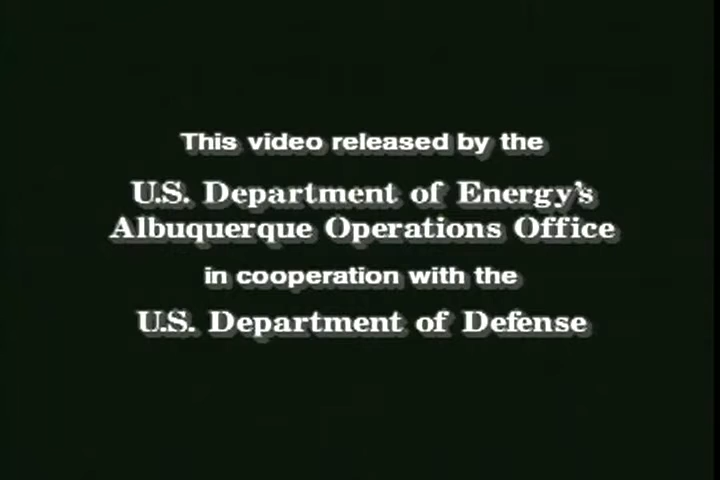 This video released by the
U.S. Department of Energy's
Albuquerque Operations Office
in cooperation with the
U.S. Department of Defense